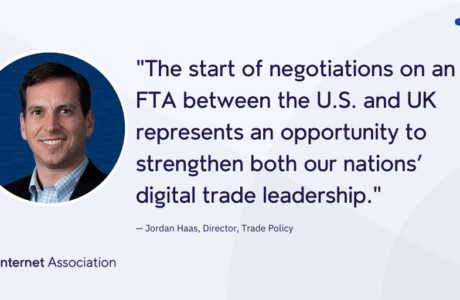 "The start of negotiations on an
FTA between the U.S. and UK
represents an opportunity to
strengthen both our nations'
digital trade leadership."
— Jordan Haas, Director, Trade Policy
Internet Association